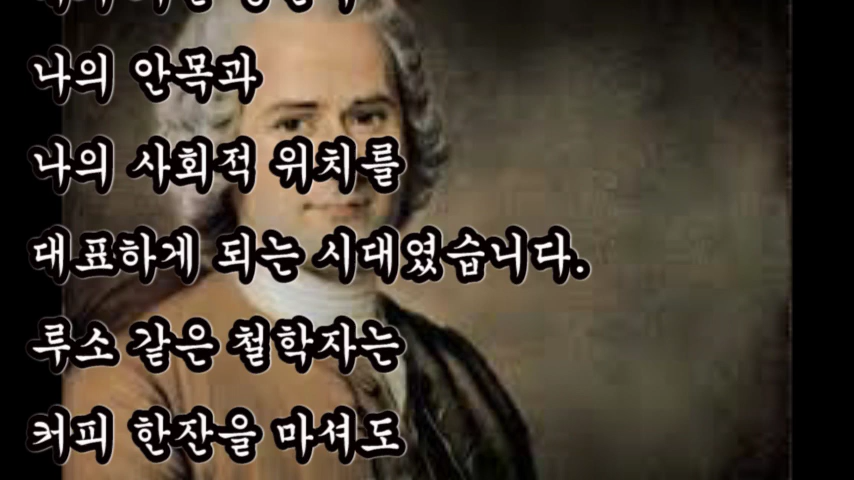 나의 안목과
나의 사회적 위치를
대표하게 되는 시대였습니다.
루소 같은 철학자는
커피 한잔을 마셔도